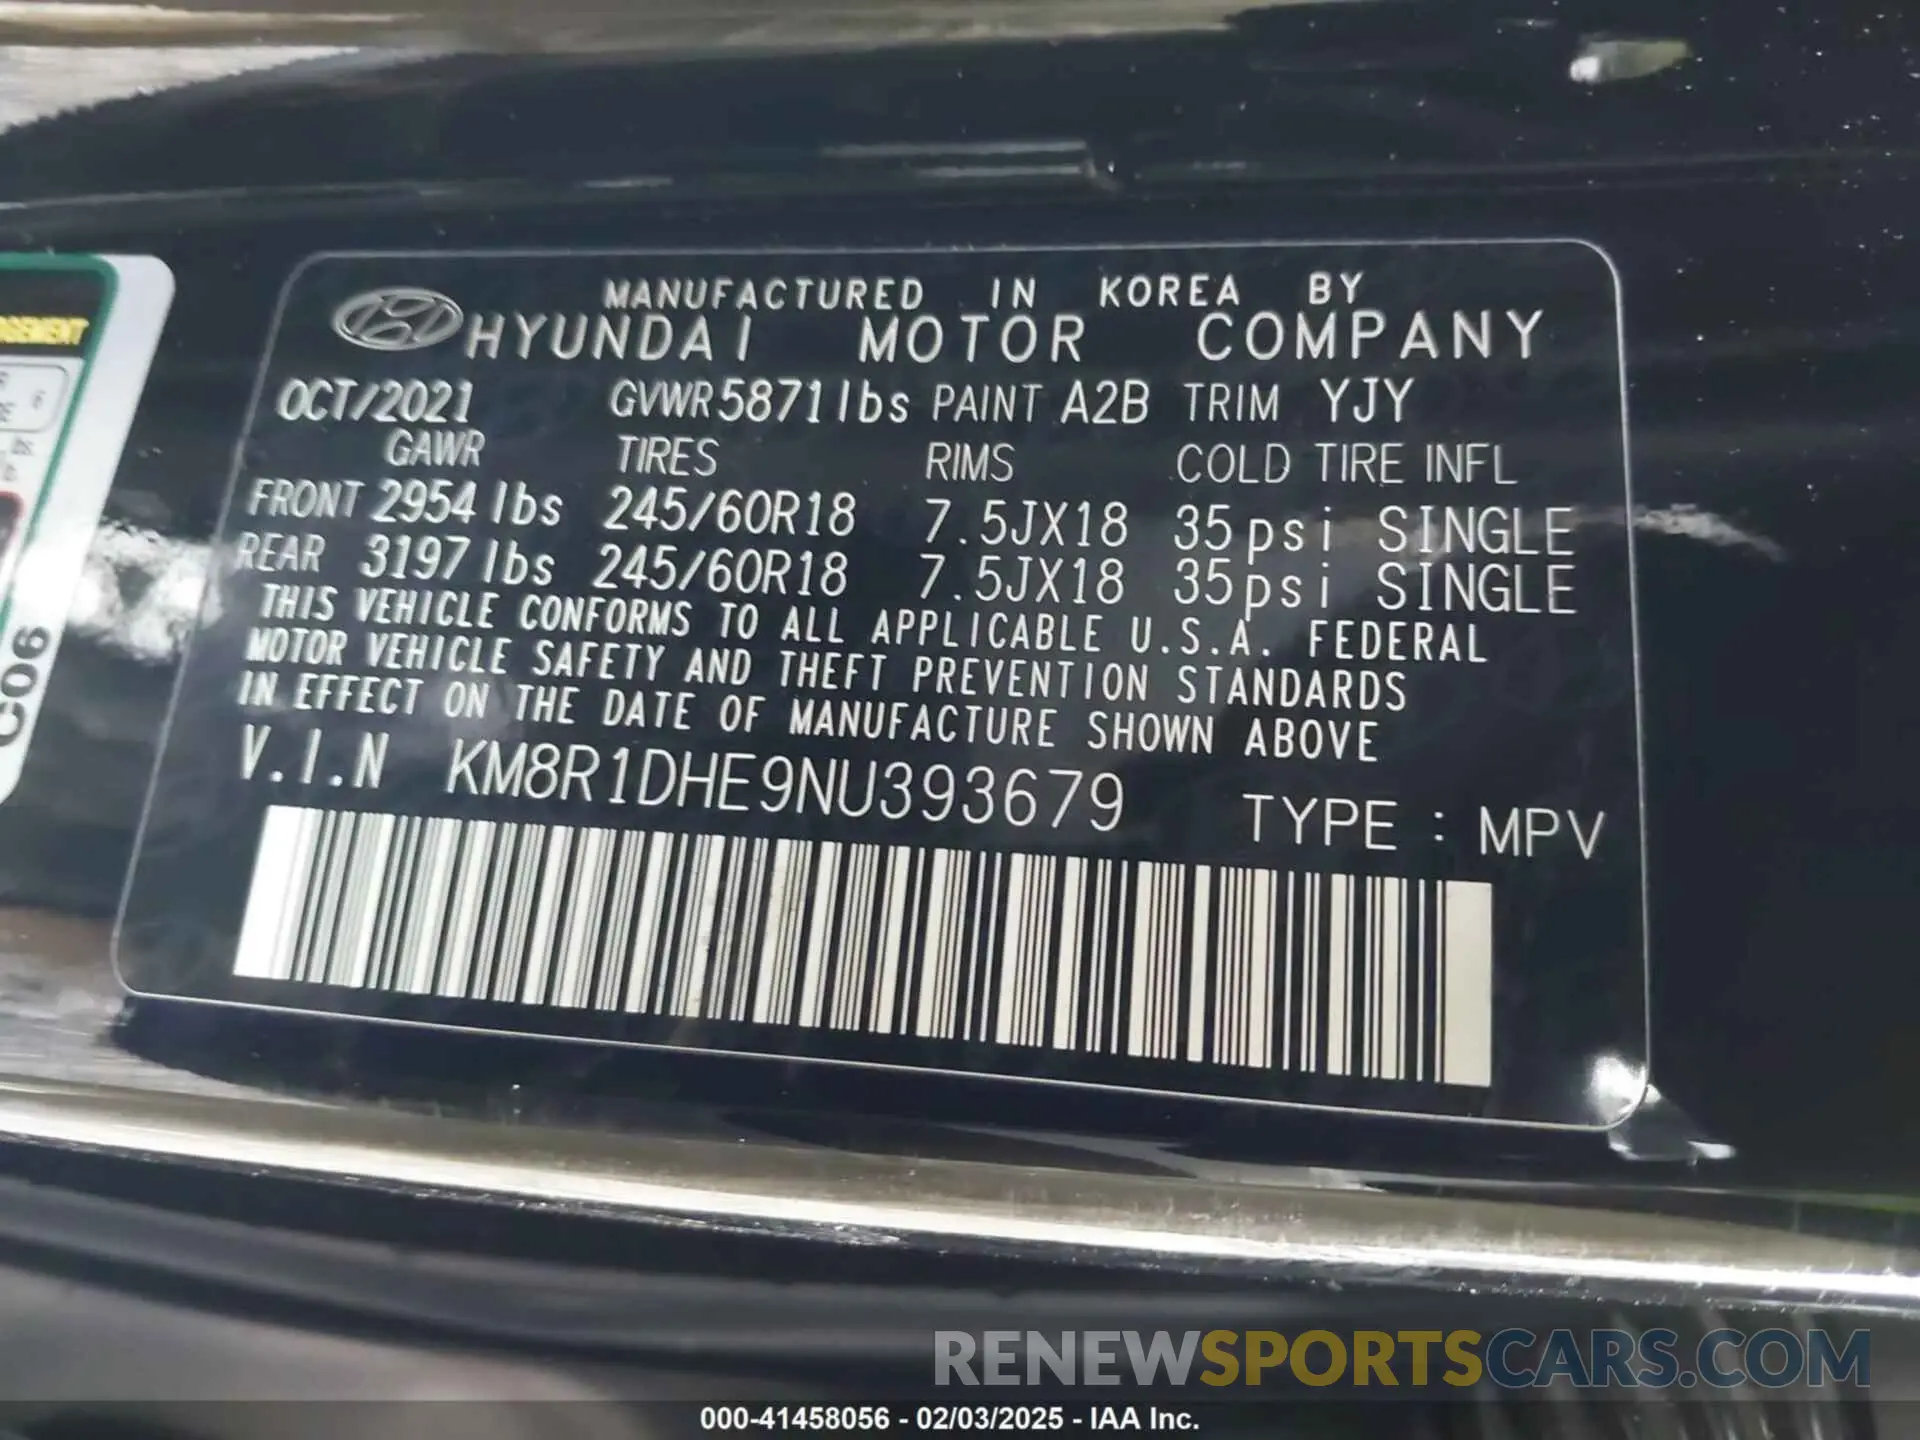 MANUFACTURED IN KOREA BY
HYUNDAI MOTOR COMPANY
OCT/2021 GVWR 5871lbs PAINT A2B TRIM YJY
GAWR TIRES RIMS COLD TIRE INFL
FRONT 2954 lbs 245/60R18 7.5JX18 35psi SINGLE
REAR 3197 lbs 245/60R18 7.5JX18 35psi SINGLE
THIS VEHICLE CONFORMS TO ALL APPLICABLE U.S.A. FEDERAL
MOTOR VEHICLE SAFETY AND THEFT PREVENTION STANDARDS
IN EFFECT ON THE DATE OF MANUFACTURE SHOWN ABOVE
V.I.N KM8R1DHE9NU393679 TYPE : MPV
C06
RENEWSPORTSCARS.COM
000-41458056 - 02/03/2025 - IAA Inc.